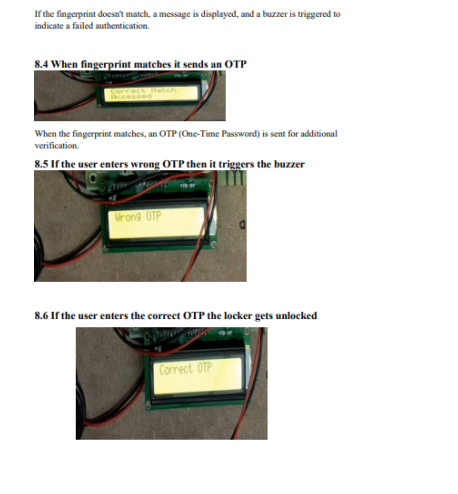 If the fingerprint doesn't match, a message is displayed, and a buzzer is triggered to
indicate a failed authentication.
8.4 When fingerprint matches it sends an OTP
Correct Match
Accessed
When the fingerprint matches, an OTP (One-Time Password) is sent for additional
verification.
8.5 If the user enters wrong OTP then it triggers the buzzer
Wrong OTP
8.6 If the user enters the correct OTP the locker gets unlocked
Correct OTP